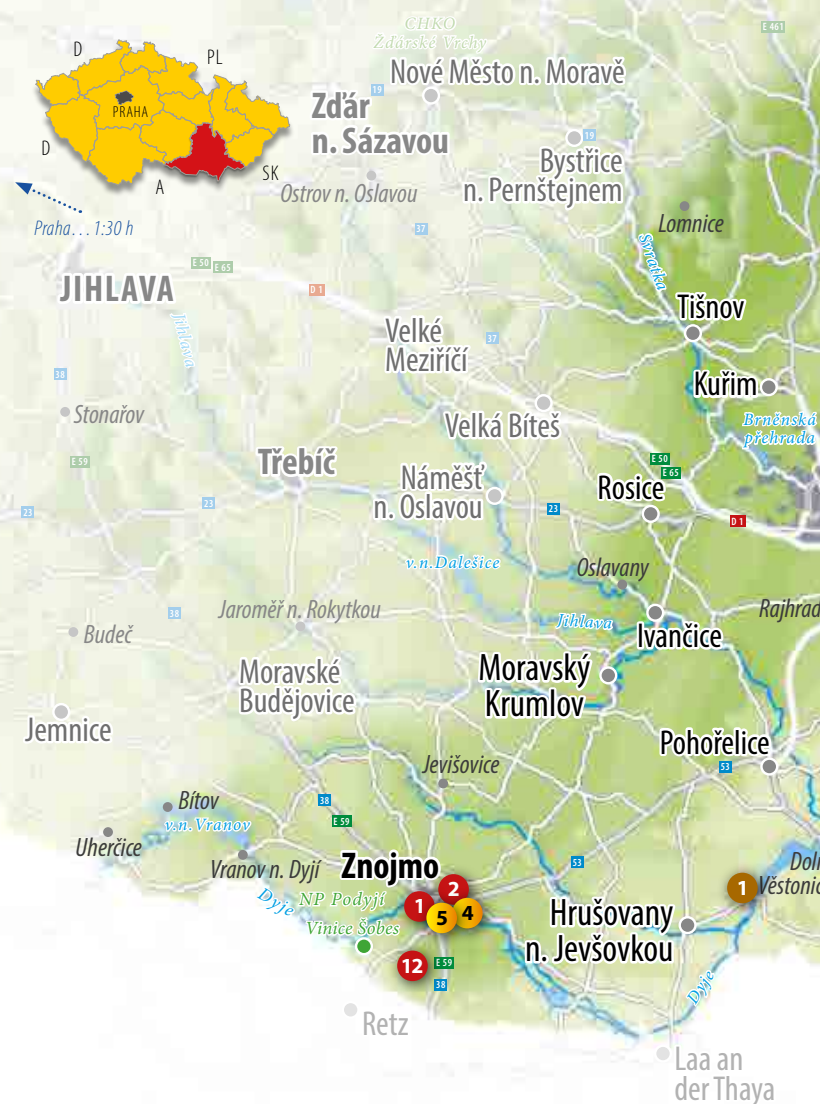 CHKO
Žďárské Vrchy
E 461
D
PL
PRAHA
D
A
SK
Praha... 1:30 h
19
Nové Město n. Moravě
Zďár
n. Sázavou
19
Bystřice
n. Pernštejnem
Ostrov n. Oslavou
Lomnice
37
Svratka
E 50
E 65
JIHLAVA
D 1
Tišnov
Jihlava
Velké
Meziříčí
37
38
Kuřim
Stonařov
Velká Bíteš
Brněnská
přehrada
E 59
Třebíč
E 50
E 65
Náměšť
n. Oslavou
Rosice
23
23
23
D 1
v.n.Dalešice
Oslavany
Jaroměř n. Rokytkou
38
Jihlava
Rajhrad
Budeč
Ivančice
Moravské
Budějovice
Moravský
Krumlov
Jemnice
Pohořelice
53
Jevišovice
Bítov
38
v.n.Vranov
E 59
Uherčice
Vranov n. Dyjí
Znojmo
53
Doln
Věstonic
1
2
Dyje
NP Podyjí
1
5
4
Vinice Šobes
Hrušovany
n. Jevšovkou
12
E 59
38
Dyje
Retz
Laa an
der Thaya